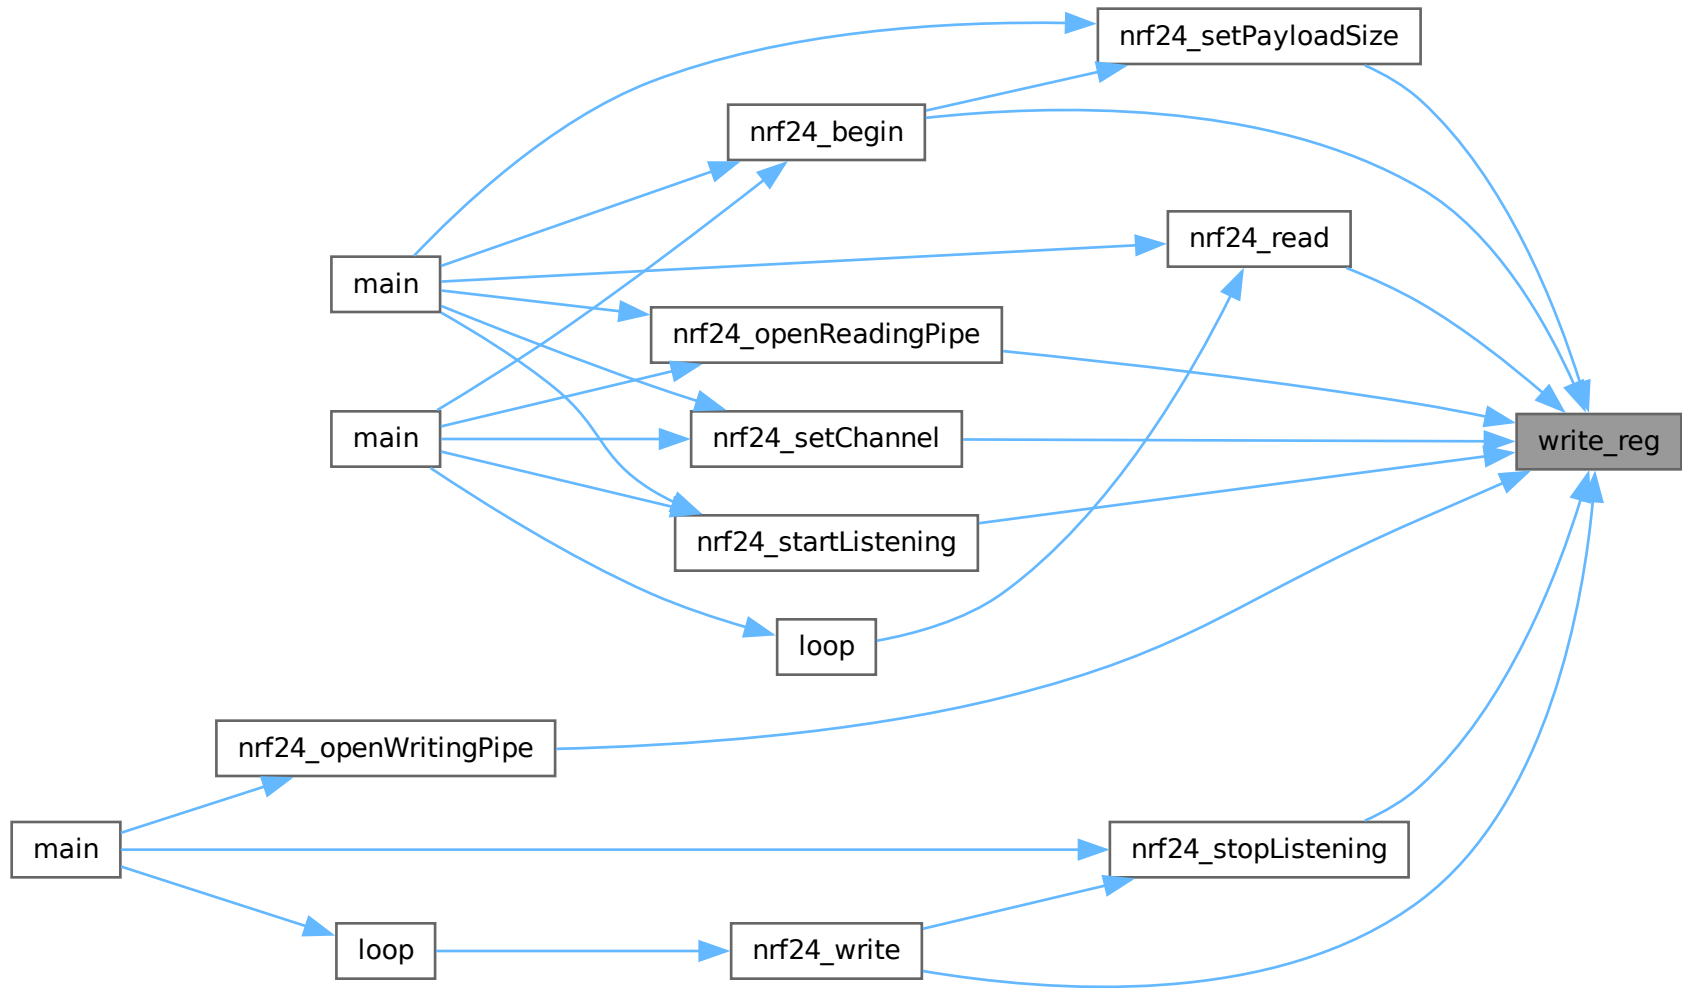 nrf24_setPayloadSize
nrf24_begin
nrf24_read
main
nrf24_openReadingPipe
main
nrf24_setChannel
write_reg
nrf24_startListening
loop
nrf24_openWritingPipe
main
nrf24_stopListening
loop
nrf24_write